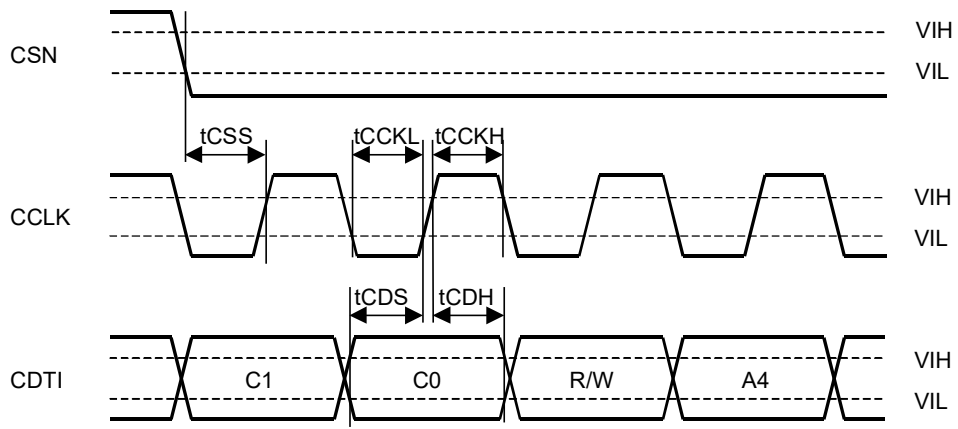 CSN
VIH
VIL
tCSS
tCCKL
tCCKH
CCLK
VIH
VIL
tCDS
tCDH
CDTI
C1
C0
R/W
A4
VIH
VIL